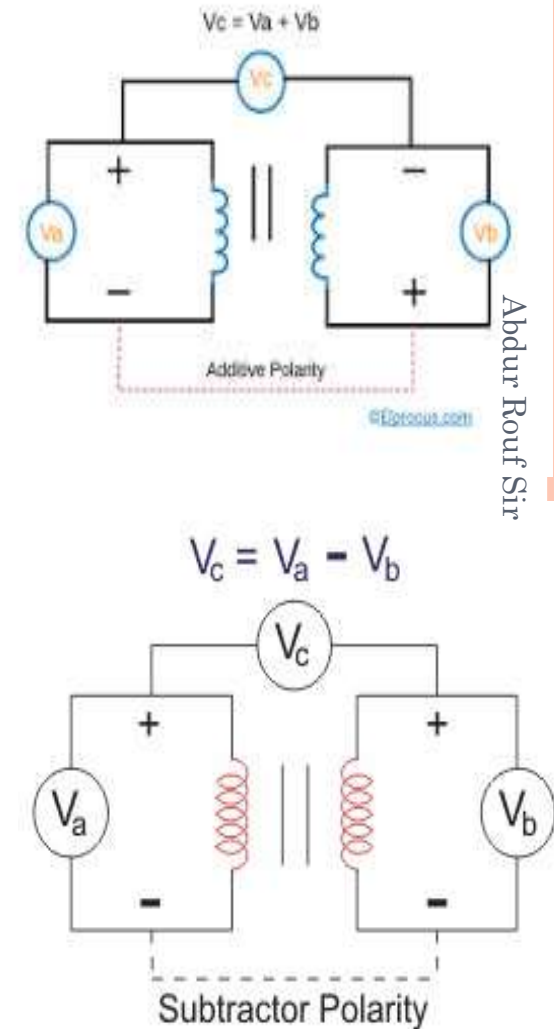 Vc = Va + Vb
Vc
+ −
Va Vb
− +
Additive Polarity
©Elprocus.com
Abdur Rouf Sir
Vc = Va - Vb
Vc
+ +
Va Vb
- -
Subtractor Polarity